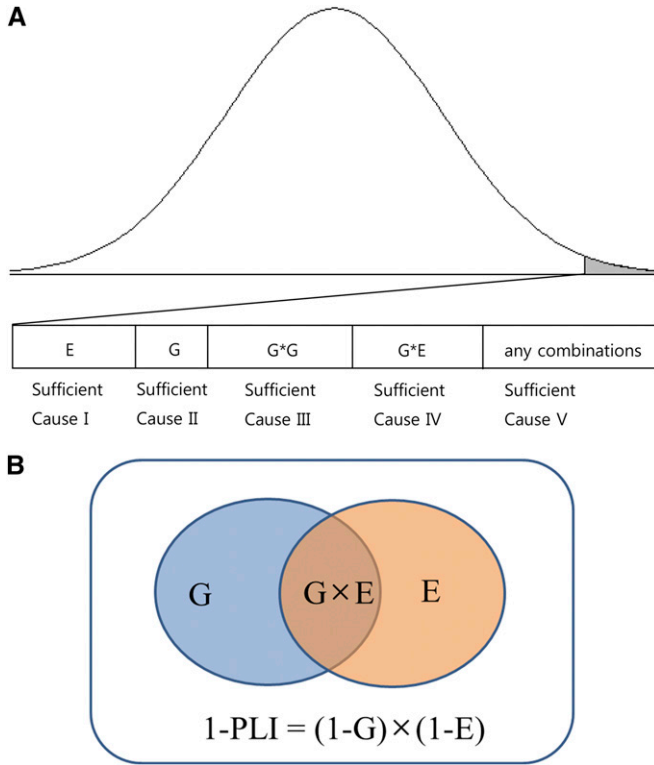 A
E G G*G G*E any combinations
Sufficient Sufficient Sufficient Sufficient Sufficient
Cause Ⅰ Cause Ⅱ Cause Ⅲ Cause Ⅳ Cause Ⅴ
B
G G×E E
1-PLI = (1-G)×(1-E)